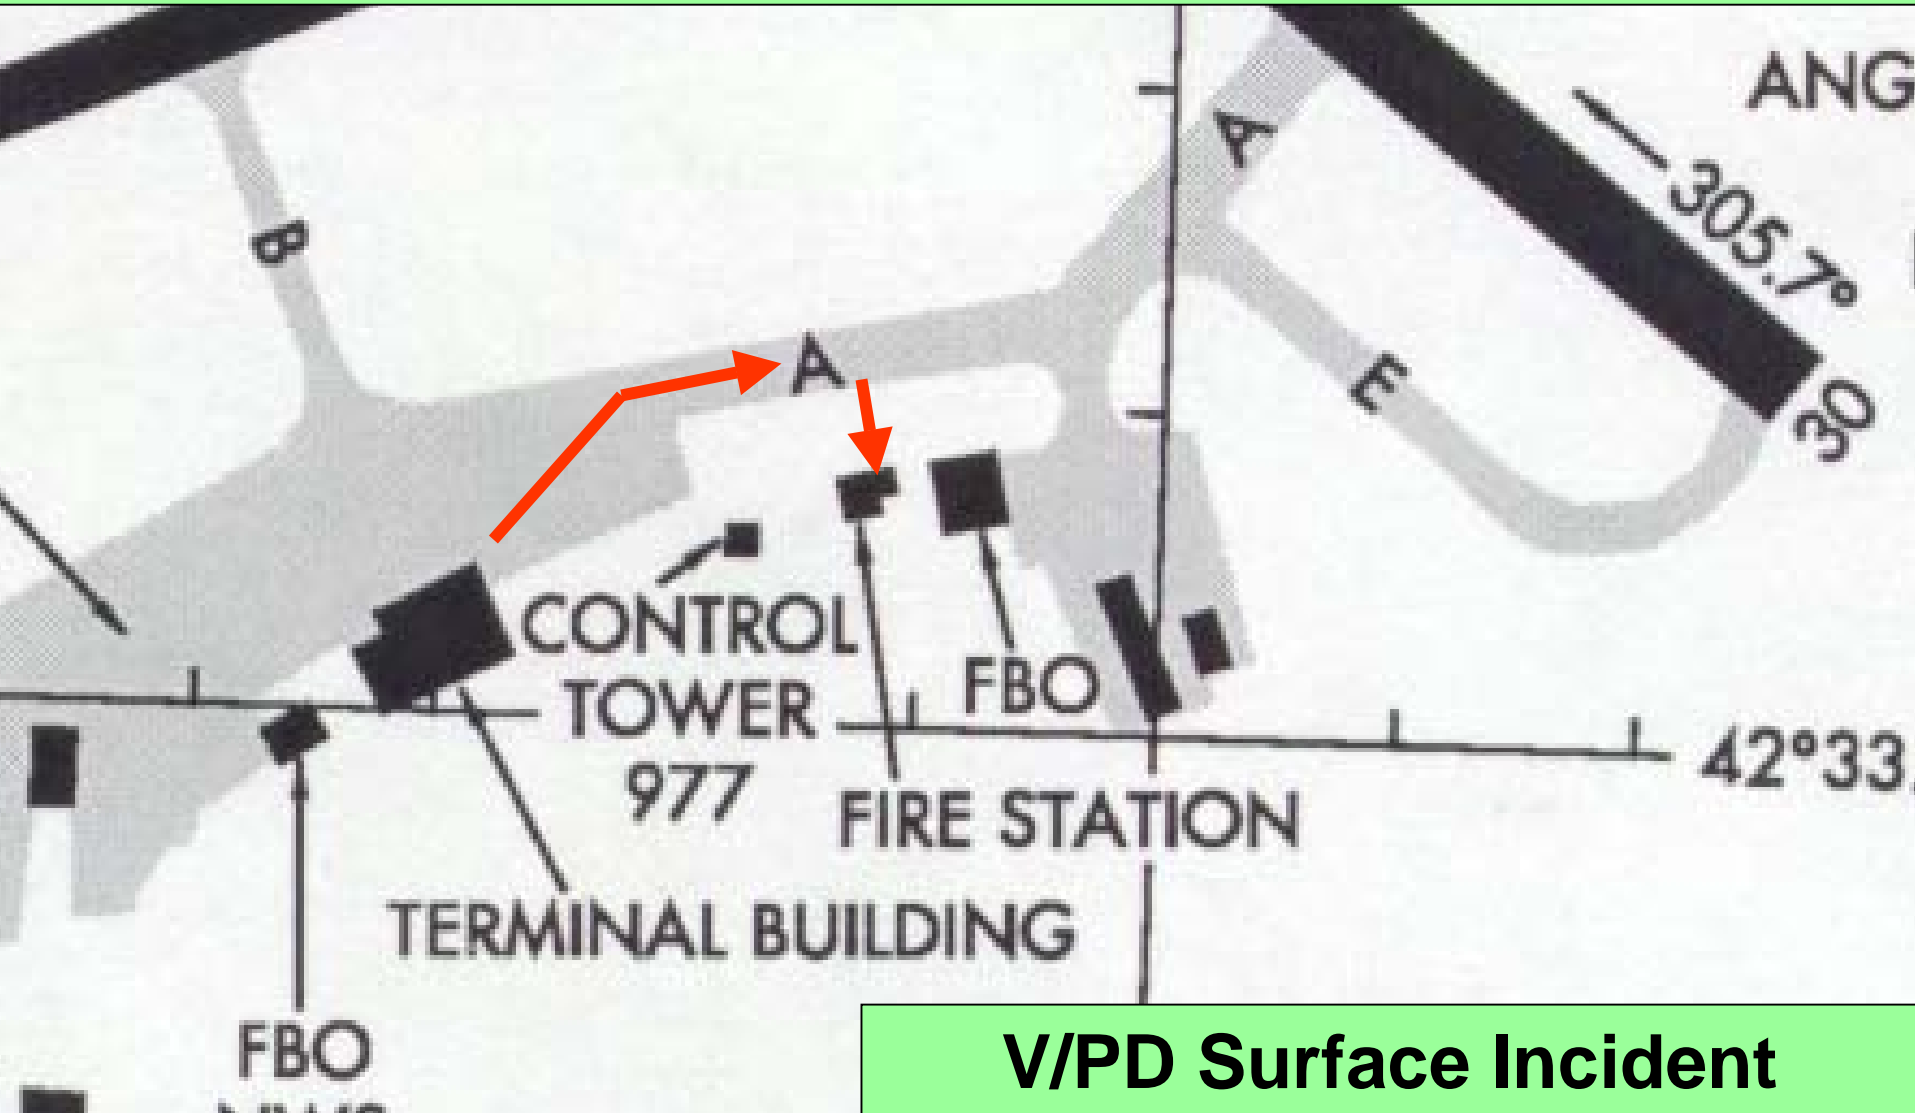 ANG
A
305.7°
B
A
E
30
CONTROL
TOWER
977
FBO
42°33.
FIRE STATION
TERMINAL BUILDING
FBO
V/PD Surface Incident